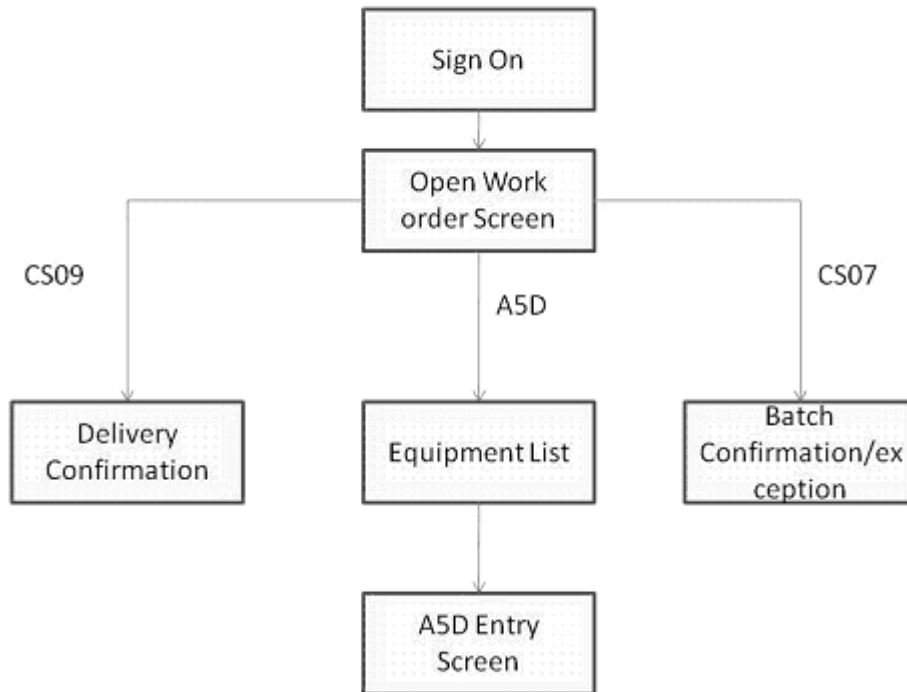 Sign On
Open Work
order Screen
CS09
CS07
A5D
Delivery
Confirmation
Equipment List
Batch
Confirmation/ex
ception
A5D Entry
Screen